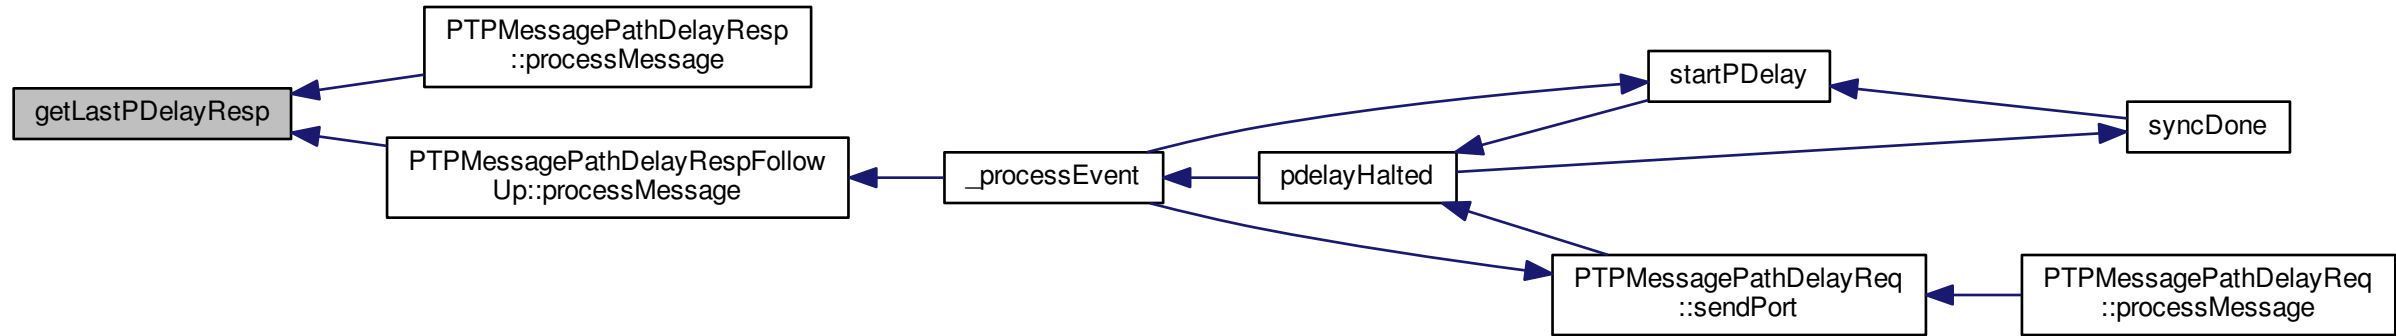 getLastPDelayResp
PTPMessagePathDelayResp
::processMessage
PTPMessagePathDelayRespFollow
Up::processMessage
_processEvent
pdelayHalted
startPDelay
syncDone
PTPMessagePathDelayReq
::sendPort
PTPMessagePathDelayReq
::processMessage